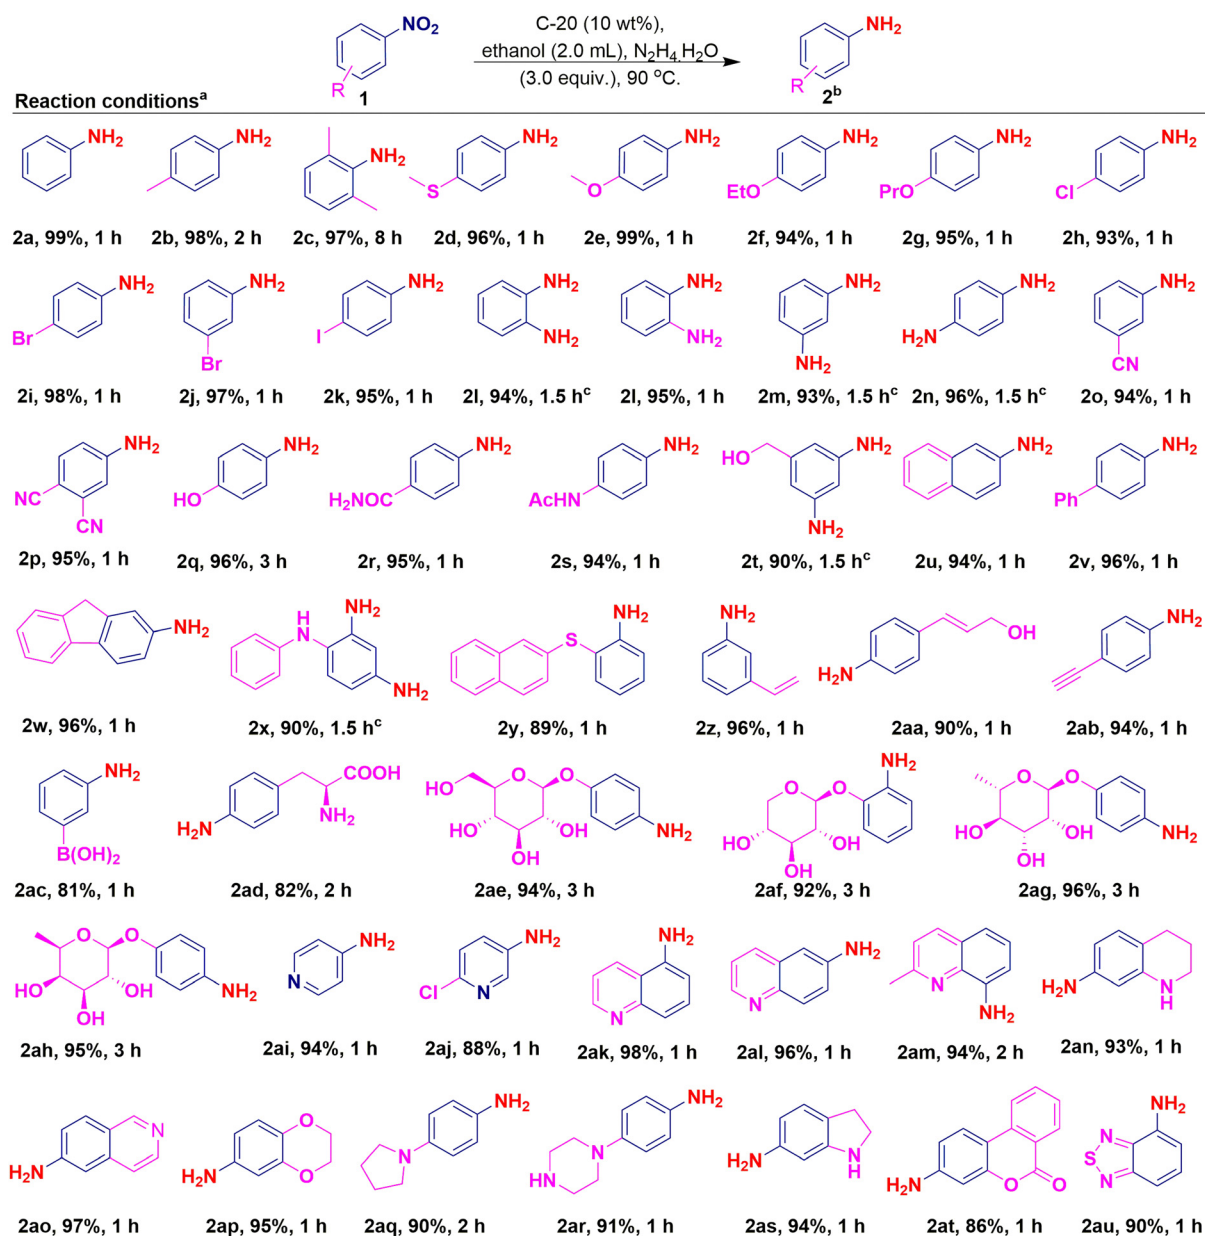 NO2
R
1
C-20 (10 wt%),
ethanol (2.0 mL), N2H4.H2O
(3.0 equiv.), 90 ºC.
NH2
R
2b
Reaction conditionsa
NH2 NH2 NH2 S NH2 O NH2 EtO NH2 PrO NH2 Cl NH2
2a, 99%, 1 h 2b, 98%, 2 h 2c, 97%, 8 h 2d, 96%, 1 h 2e, 99%, 1 h 2f, 94%, 1 h 2g, 95%, 1 h 2h, 93%, 1 h
Br NH2 NH2 Br I NH2 NH2 NH2 NH2 NH2 NH2 NH2 H2N NH2 NH2 CN
2i, 98%, 1 h 2j, 97%, 1 h 2k, 95%, 1 h 2l, 94%, 1.5 hc 2l, 95%, 1 h 2m, 93%, 1.5 hc 2n, 96%, 1.5 hc 2o, 94%, 1 h
NH2 NC CN HO NH2 H2NOC NH2 AcHN NH2 HO NH2 NH2 NH2 Ph NH2
2p, 95%, 1 h 2q, 96%, 3 h 2r, 95%, 1 h 2s, 94%, 1 h 2t, 90%, 1.5 hc 2u, 94%, 1 h 2v, 96%, 1 h
NH2 H N NH2 NH2 S NH2 NH2 H2N OH NH2
2w, 96%, 1 h 2x, 90%, 1.5 hc 2y, 89%, 1 h 2z, 96%, 1 h 2aa, 90%, 1 h 2ab, 94%, 1 h
NH2 B(OH)2 H2N COOH NH2 HO O O HO OH OH NH2 O O NH2 HO OH OH O O HO OH OH NH2
2ac, 81%, 1 h 2ad, 82%, 2 h 2ae, 94%, 3 h 2af, 92%, 3 h 2ag, 96%, 3 h
O O HO OH OH NH2 N NH2 Cl N NH2 NH2 N N NH2 N NH2 H2N N H
2ah, 95%, 3 h 2ai, 94%, 1 h 2aj, 88%, 1 h 2ak, 98%, 1 h 2al, 96%, 1 h 2am, 94%, 2 h 2an, 93%, 1 h
H2N N H2N O O N NH2 HN N NH2 H2N N H H2N O O NH2 N S N
2ao, 97%, 1 h 2ap, 95%, 1 h 2aq, 90%, 2 h 2ar, 91%, 1 h 2as, 94%, 1 h 2at, 86%, 1 h 2au, 90%, 1 h